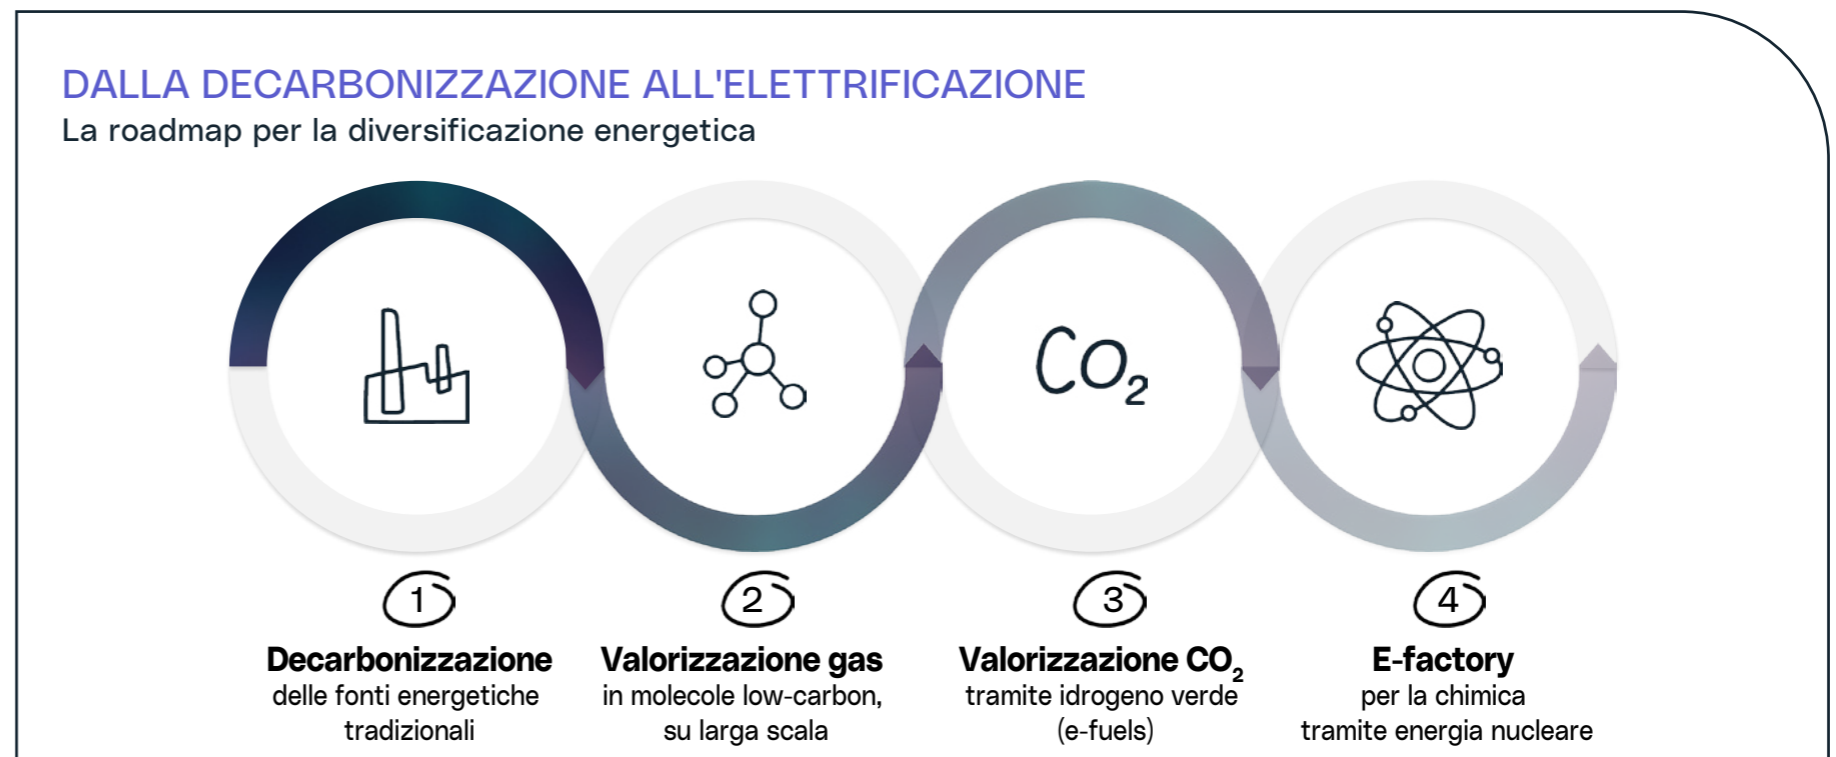 DALLA DECARBONIZZAZIONE ALL'ELETTRIFICAZIONE
La roadmap per la diversificazione energetica
CO₂
1
Decarbonizzazione
delle fonti energetiche
tradizionali
2
Valorizzazione gas
in molecole low-carbon,
su larga scala
3
Valorizzazione CO₂
tramite idrogeno verde
(e-fuels)
4
E-factory
per la chimica
tramite energia nucleare